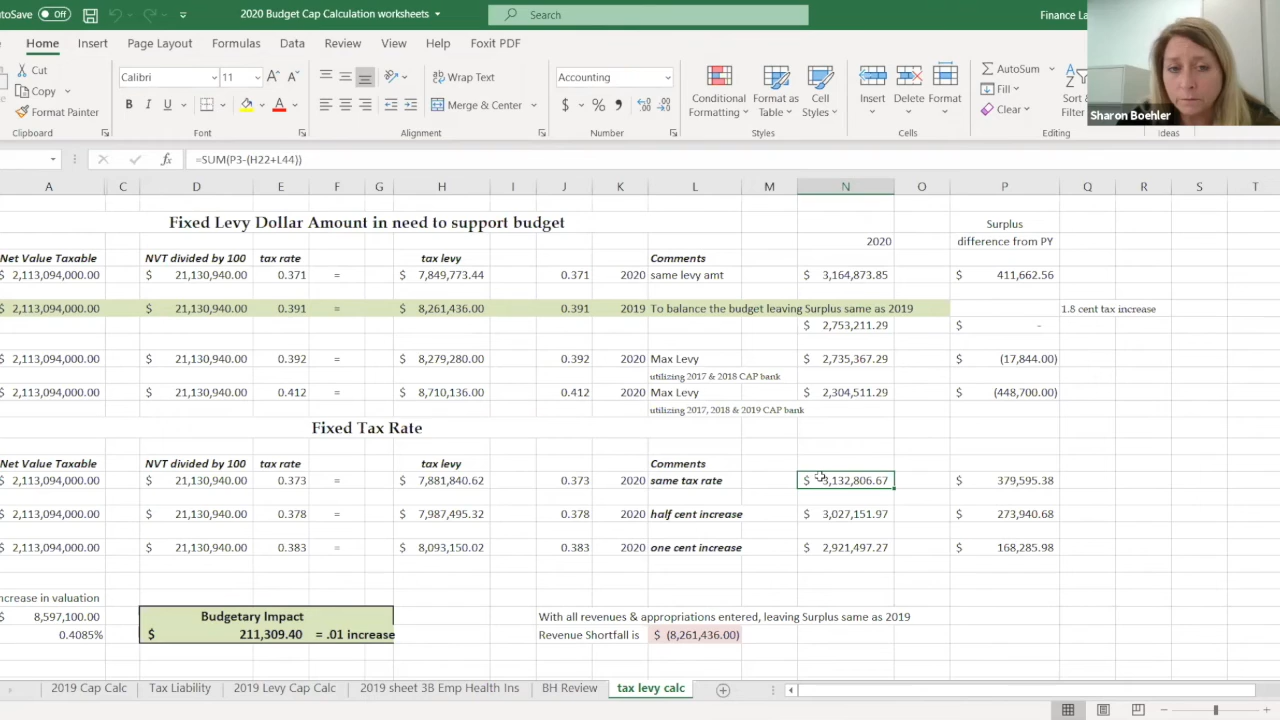 AutoSave Off 2020 Budget Cap Calculation worksheets Search Finance La
Home Insert Page Layout Formulas Data Review View Help Foxit PDF
Cut Calibri 11 Wrap Text Accounting AutoSum
Copy Fill
Format Painter Merge & Center Conditional Formatting Format as Table Cell Styles Insert Delete Format Clear Sort & Filter
Clipboard Font Alignment Number Styles Cells Editing Ideas
Sharon Boehler
=SUM(P3-(H22+L44))
A C D E F G H I J K L M N O P Q R S T
Fixed Levy Dollar Amount in need to support budget Surplus
2020 difference from PY
Net Value Taxable NVT divided by 100 tax rate tax levy Comments
$ 2,113,094,000.00 $ 21,130,940.00 0.371 = $ 7,849,773.44 0.371 2020 same levy amt $ 3,164,873.85 $ 411,662.56
$ 2,113,094,000.00 $ 21,130,940.00 0.391 = $ 8,261,436.00 0.391 2019 To balance the budget leaving Surplus same as 2019 1.8 cent tax increase
$ 2,753,211.29 $ -
2,113,094,000.00 $ 21,130,940.00 0.392 = $ 8,279,280.00 0.392 2020 Max Levy $ 2,735,367.29 $ (17,844.00)
utilizing 2017 & 2018 CAP bank
$ 2,113,094,000.00 $ 21,130,940.00 0.412 = $ 8,710,136.00 0.412 2020 Max Levy $ 2,304,511.29 $ (448,700.00)
utilizing 2017, 2018 & 2019 CAP bank
Fixed Tax Rate
Net Value Taxable NVT divided by 100 tax rate tax levy Comments
$ 2,113,094,000.00 $ 21,130,940.00 0.373 = $ 7,881,840.62 0.373 2020 same tax rate $ 3,132,806.67 $ 379,595.38
$ 2,113,094,000.00 $ 21,130,940.00 0.378 = $ 7,987,495.32 0.378 2020 half cent increase $ 3,027,151.97 $ 273,940.68
$ 2,113,094,000.00 $ 21,130,940.00 0.383 = $ 8,093,150.02 0.383 2020 one cent increase $ 2,921,497.27 $ 168,285.98
ncrease in valuation
$ 8,597,100.00 Budgetary Impact With all revenues & appropriations entered, leaving Surplus same as 2019
0.4085% $ 211,309.40 = .01 increase Revenue Shortfall is $ (8,261,436.00)
2019 Cap Calc Tax Liability 2019 Levy Cap Calc 2019 sheet 3B Emp Health Ins BH Review tax levy calc